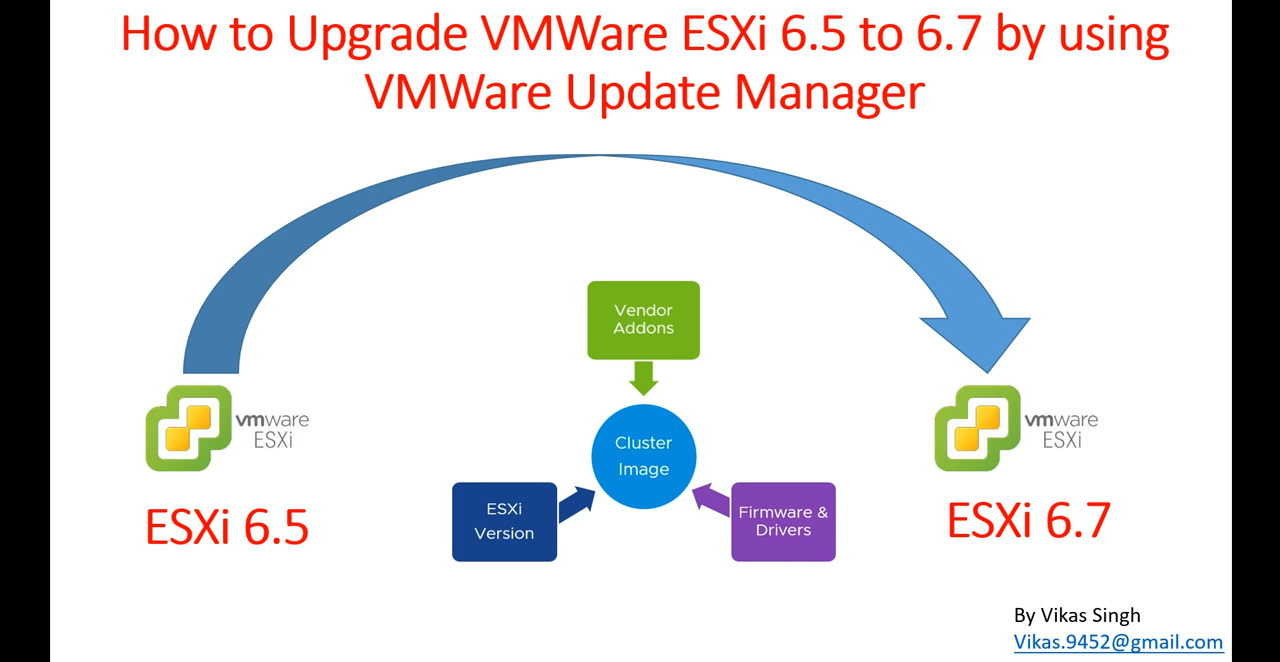 How to Upgrade VMWare ESXi 6.5 to 6.7 by using
VMWare Update Manager
Vendor
Addons
vmware
ESXi
Cluster
Image
vmware
ESXi
ESXi
Version
Firmware &
Drivers
ESXi 6.5
ESXi 6.7
By Vikas Singh
Vikas.9452@gmail.com